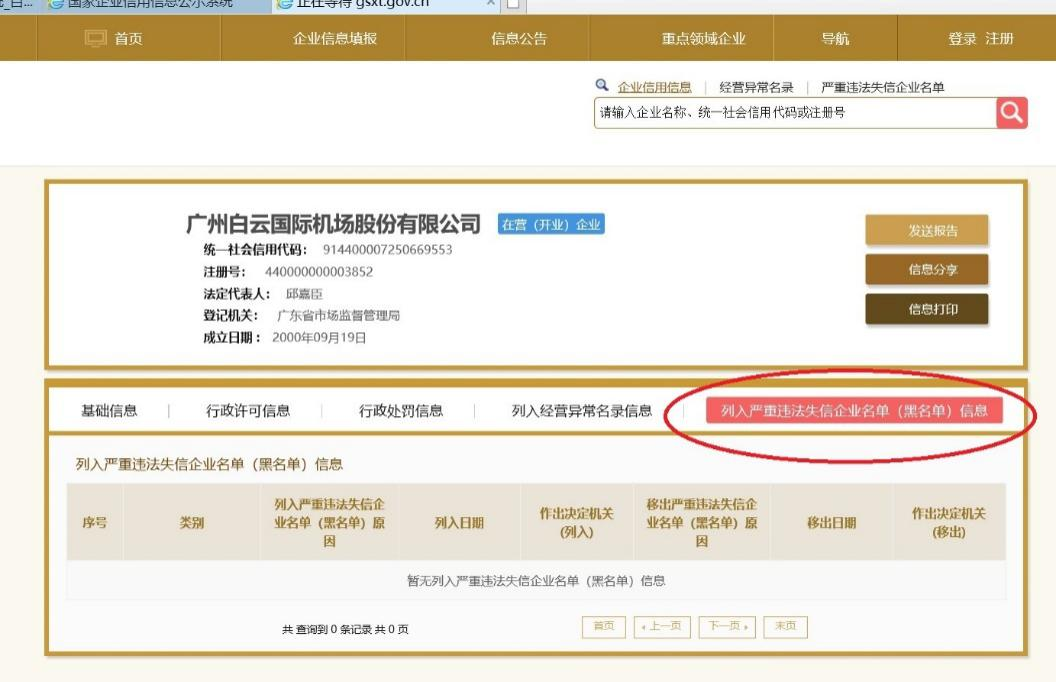 国家企业信用信息公示系统
正在等待 gsxt.gov.cn
首页 企业信息填报 信息公告 重点领域企业 导航 登录 注册
企业信用信息 | 经营异常名录 | 严重违法失信企业名单
请输入企业名称、统一社会信用代码或注册号
广州白云国际机场股份有限公司 在营（开业）企业
统一社会信用代码： 914400007250669553
注册号： 440000000003852
法定代表人： 邱嘉臣
登记机关： 广东省市场监督管理局
成立日期： 2000年09月19日
发送报告
信息分享
信息打印
基础信息 | 行政许可信息 | 行政处罚信息 | 列入经营异常名录信息 | 列入严重违法失信企业名单（黑名单）信息
列入严重违法失信企业名单（黑名单）信息
序号
类别
列入严重违法失信企
业名单（黑名单）原
因
列入日期
作出决定机关
(列入)
移出严重违法失信企
业名单（黑名单）原
因
移出日期
作出决定机关
(移出)
暂无列入严重违法失信企业名单（黑名单）信息
共 查询到 0 条记录 共 0 页
首页 上一页 下一页 末页